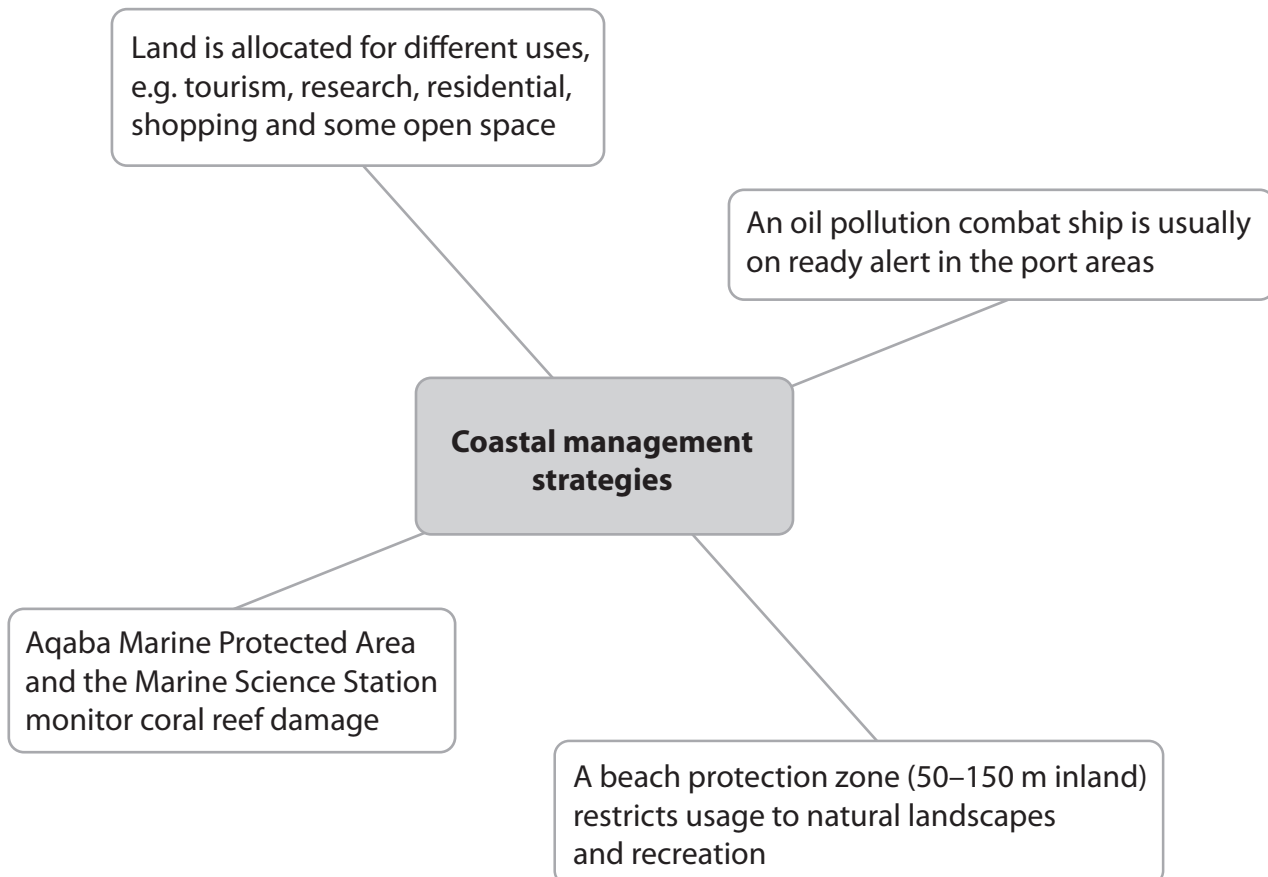 Land is allocated for different uses,
e.g. tourism, research, residential,
shopping and some open space
An oil pollution combat ship is usually
on ready alert in the port areas
Coastal management
strategies
Aqaba Marine Protected Area
and the Marine Science Station
monitor coral reef damage
A beach protection zone (50–150 m inland)
restricts usage to natural landscapes
and recreation